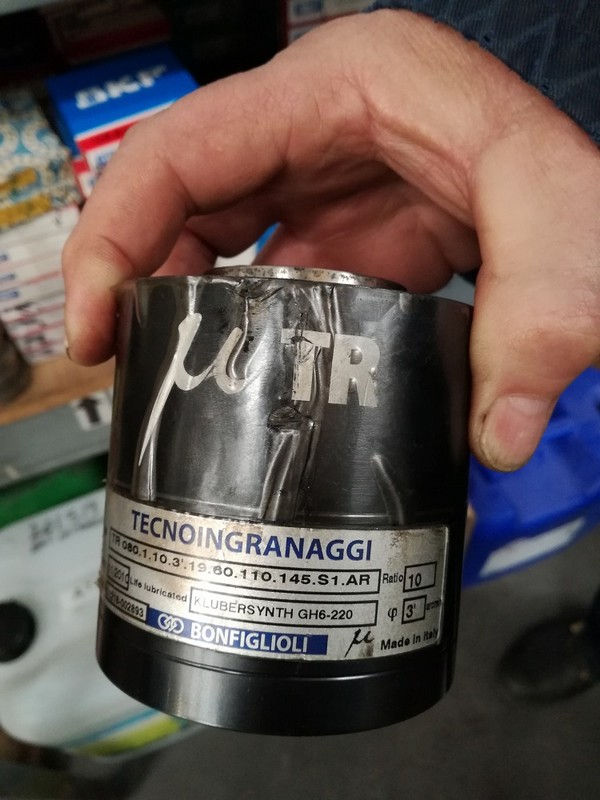 SKF
µ TR
TECNOINGRANAGGI
TR 080.1.10.3'.19.60.110.145.S1.AR
Ratio 10
Life lubricated KLUBERSYNTH GH6-220
φ 3'
BONFIGLIOLI
µ Made in Italy